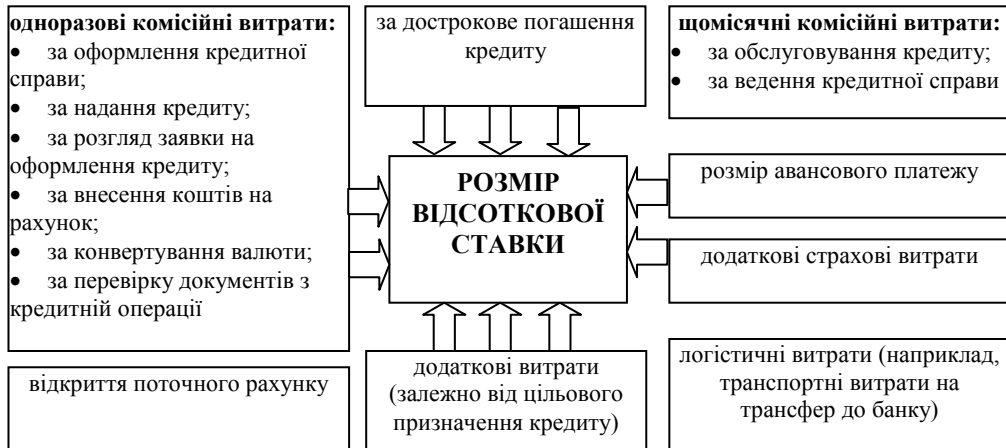 одноразові комісійні витрати:
• за оформлення кредитної
справи;
• за надання кредиту;
• за розгляд заявки на
оформлення кредиту;
• за внесення коштів на
рахунок;
• за конвертування валюти;
• за перевірку документів з
кредитній операції
відкриття поточного рахунку
за дострокове погашення
кредиту
РОЗМІР
ВІДСОТКОВОЇ
СТАВКИ
додаткові витрати
(залежно від цільового
призначення кредиту)
щомісячні комісійні витрати:
• за обслуговування кредиту;
• за ведення кредитної справи
розмір авансового платежу
додаткові страхові витрати
логістичні витрати (наприклад,
транспортні витрати на
трансфер до банку)